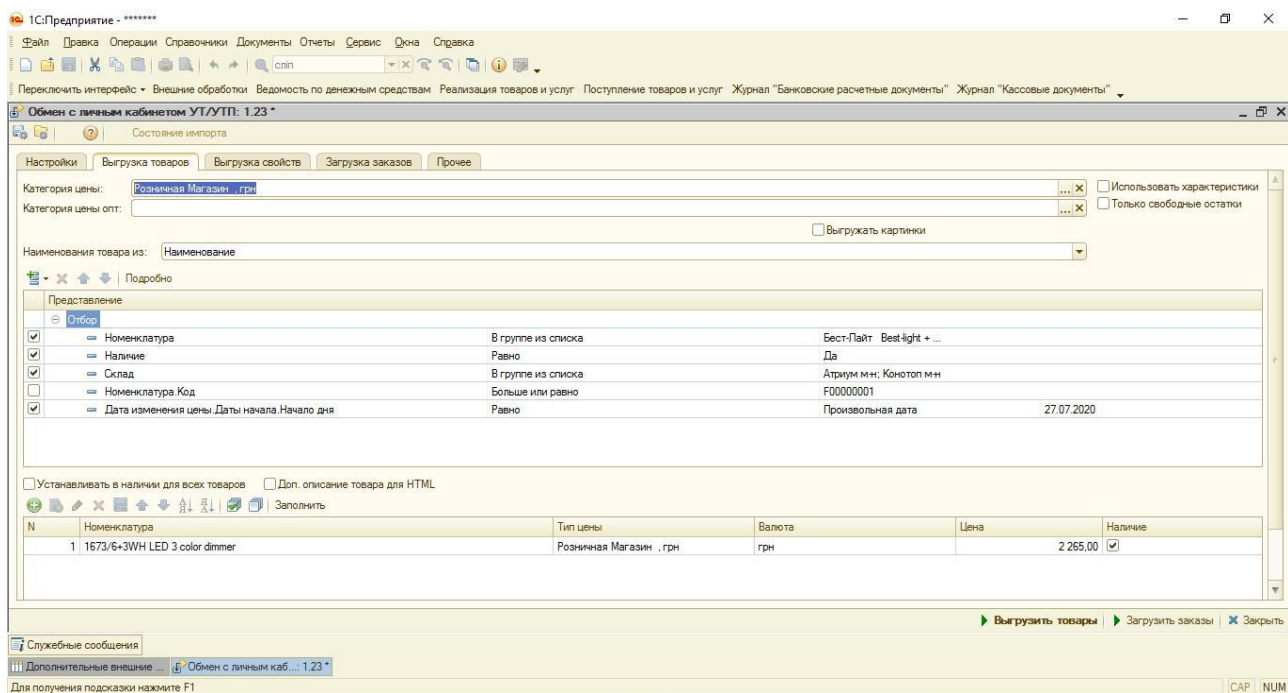 1С:Предприятие - *******
Файл Правка Операции Справочники Документы Отчеты Сервис Окна Справка
спіп
Переключить интерфейс Внешние обработки Ведомость по денежным средствам Реализация товаров и услуг Поступление товаров и услуг Журнал "Банковские расчетные документы" Журнал "Кассовые документы"
Обмен с личным кабинетом УТ/УТП: 1.23 *
Состояние импорта
Настройки Выгрузка товаров Выгрузка свойств Загрузка заказов Прочее
Категория цены: Розничная Магазин , грн ... Использовать характеристики
Категория цены опт: ... Только свободные остатки
Выгружать картинки
Наименования товара из: Наименование
Подробно
Представление
Отбор
Номенклатура В группе из списка Бест-Лайт Best-light + ...
Наличие Равно Да
Склад В группе из списка Атриум м-н; Конотоп м-н
Номенклатура.Код Больше или равно F00000001
Дата изменения цены.Даты начала.Начало дня Равно Произвольная дата 27.07.2020
Устанавливать в наличии для всех товаров Доп. описание товара для HTML
Заполнить
N Номенклатура Тип цены Валюта Цена Наличие
1 1673/6+3WH LED 3 color dimmer Розничная Магазин , грн грн 2 265,00
Выгрузить товары Загрузить заказы Закрыть
Служебные сообщения
Дополнительные внешние ... Обмен с личным каб...: 1.23 *
Для получения подсказки нажмите F1 CAP NUM